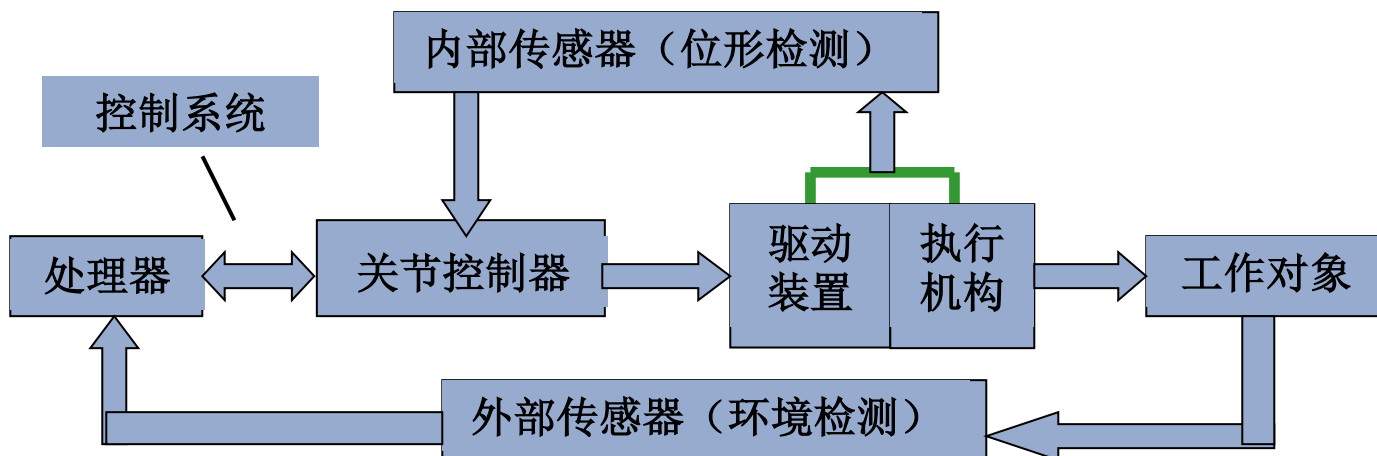 内部传感器（位形检测）
控制系统
处理器
关节控制器
驱动
装置
执行
机构
工作对象
外部传感器（环境检测）